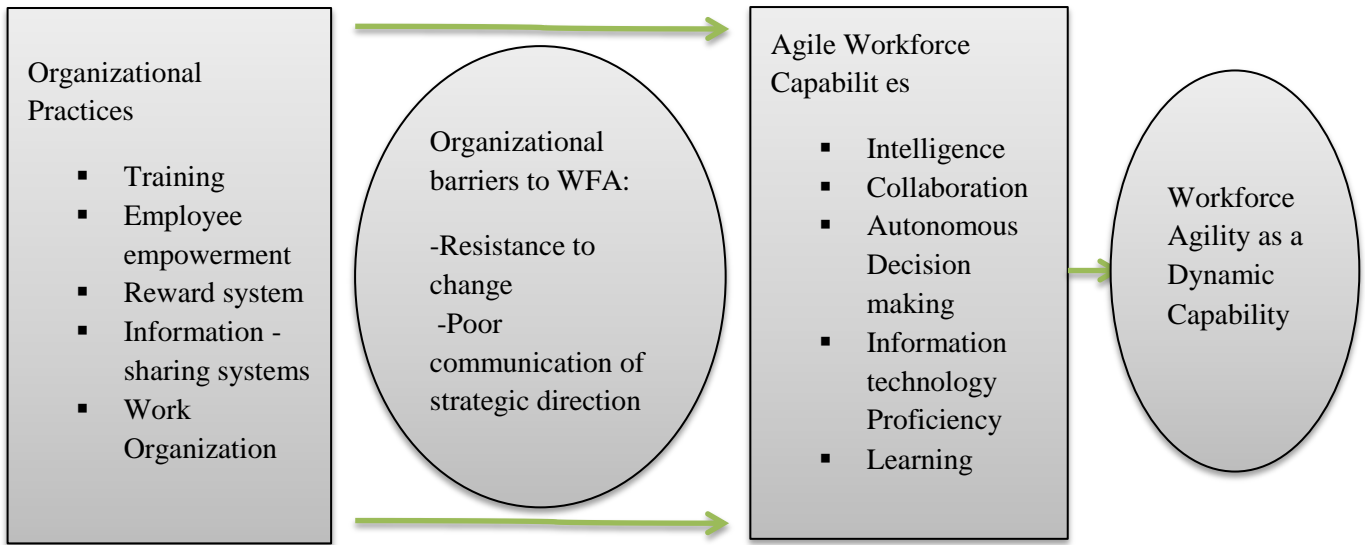 Organizational
Practices
▪ Training
▪ Employee
empowerment
▪ Reward system
▪ Information -
sharing systems
▪ Work
Organization
Organizational
barriers to WFA:
-Resistance to
change
-Poor
communication of
strategic direction
Agile Workforce
Capabilit es
▪ Intelligence
▪ Collaboration
▪ Autonomous
Decision
making
▪ Information
technology
Proficiency
▪ Learning
Workforce
Agility as a
Dynamic
Capability